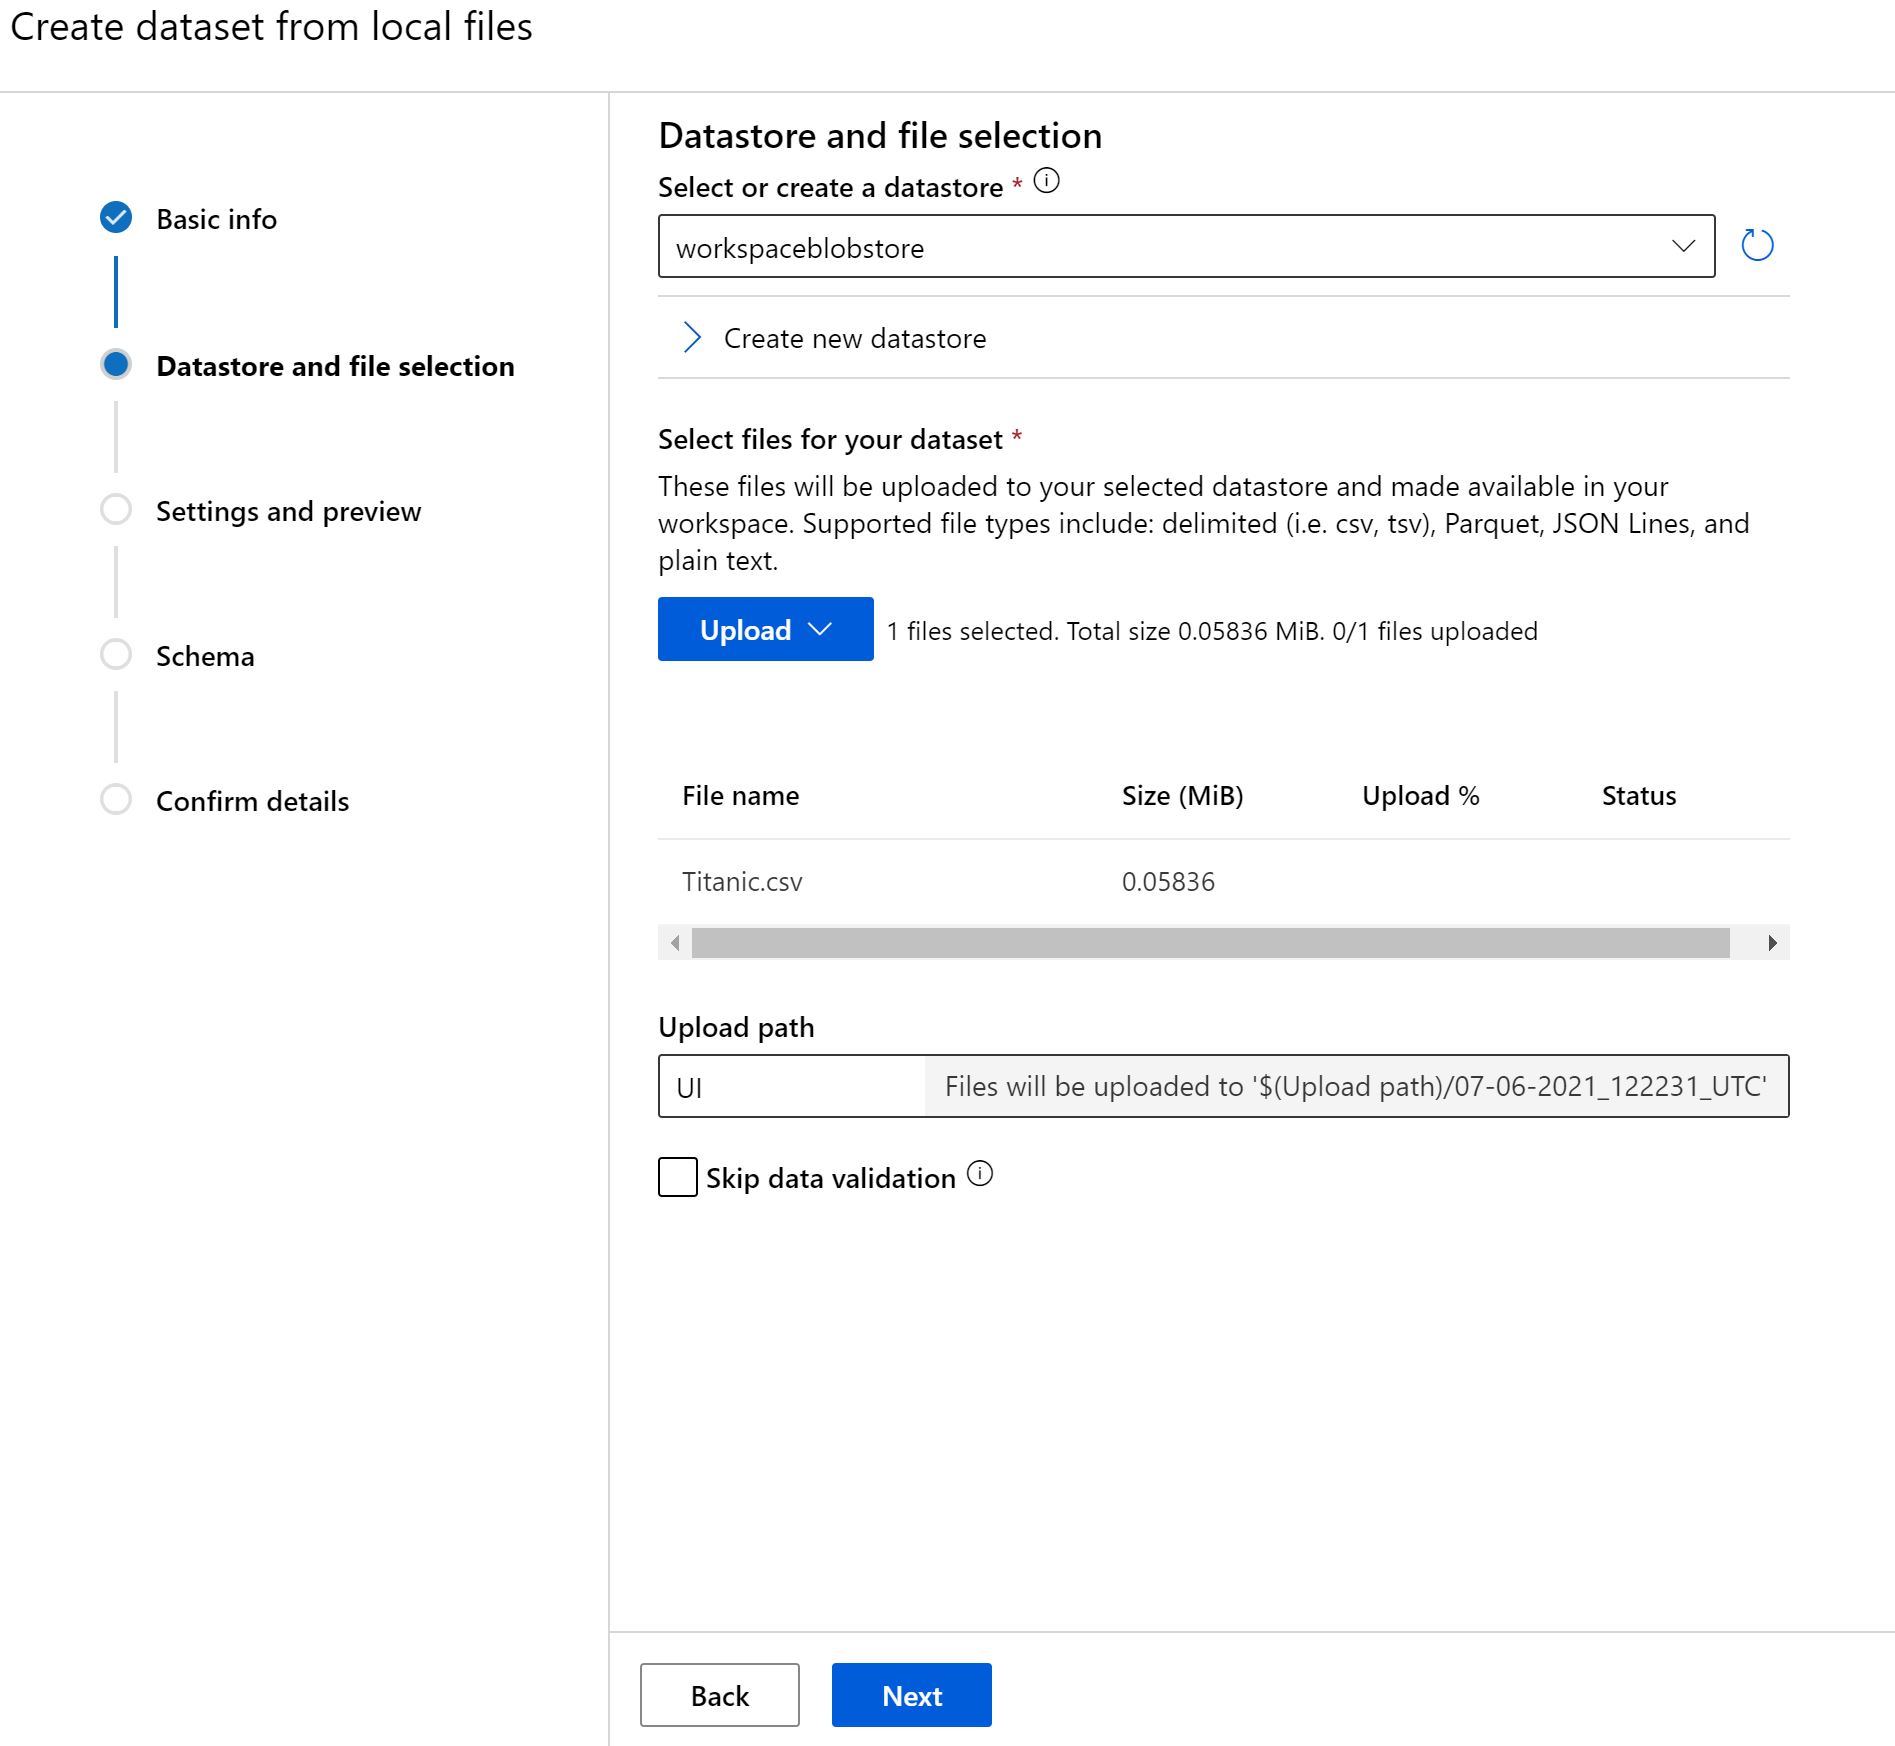 Create dataset from local files
Basic info
Datastore and file selection
Settings and preview
Schema
Confirm details
Datastore and file selection
Select or create a datastore *
workspaceblobstore
Create new datastore
Select files for your dataset *
These files will be uploaded to your selected datastore and made available in your
workspace. Supported file types include: delimited (i.e. csv, tsv), Parquet, JSON Lines, and
plain text.
Upload
1 files selected. Total size 0.05836 MiB. 0/1 files uploaded
File name Size (MiB) Upload % Status
Titanic.csv 0.05836
Upload path
UI Files will be uploaded to '$(Upload path)/07-06-2021_122231_UTC'
Skip data validation
Back Next